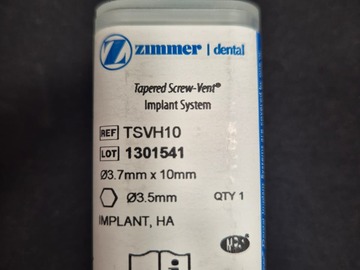 Z zimmer | dental
Tapered Screw-Vent®
Implant System
REF TSVH10
LOT 1301541
Ø3.7mm x 10mm
Ø3.5mm QTY 1
IMPLANT, HA